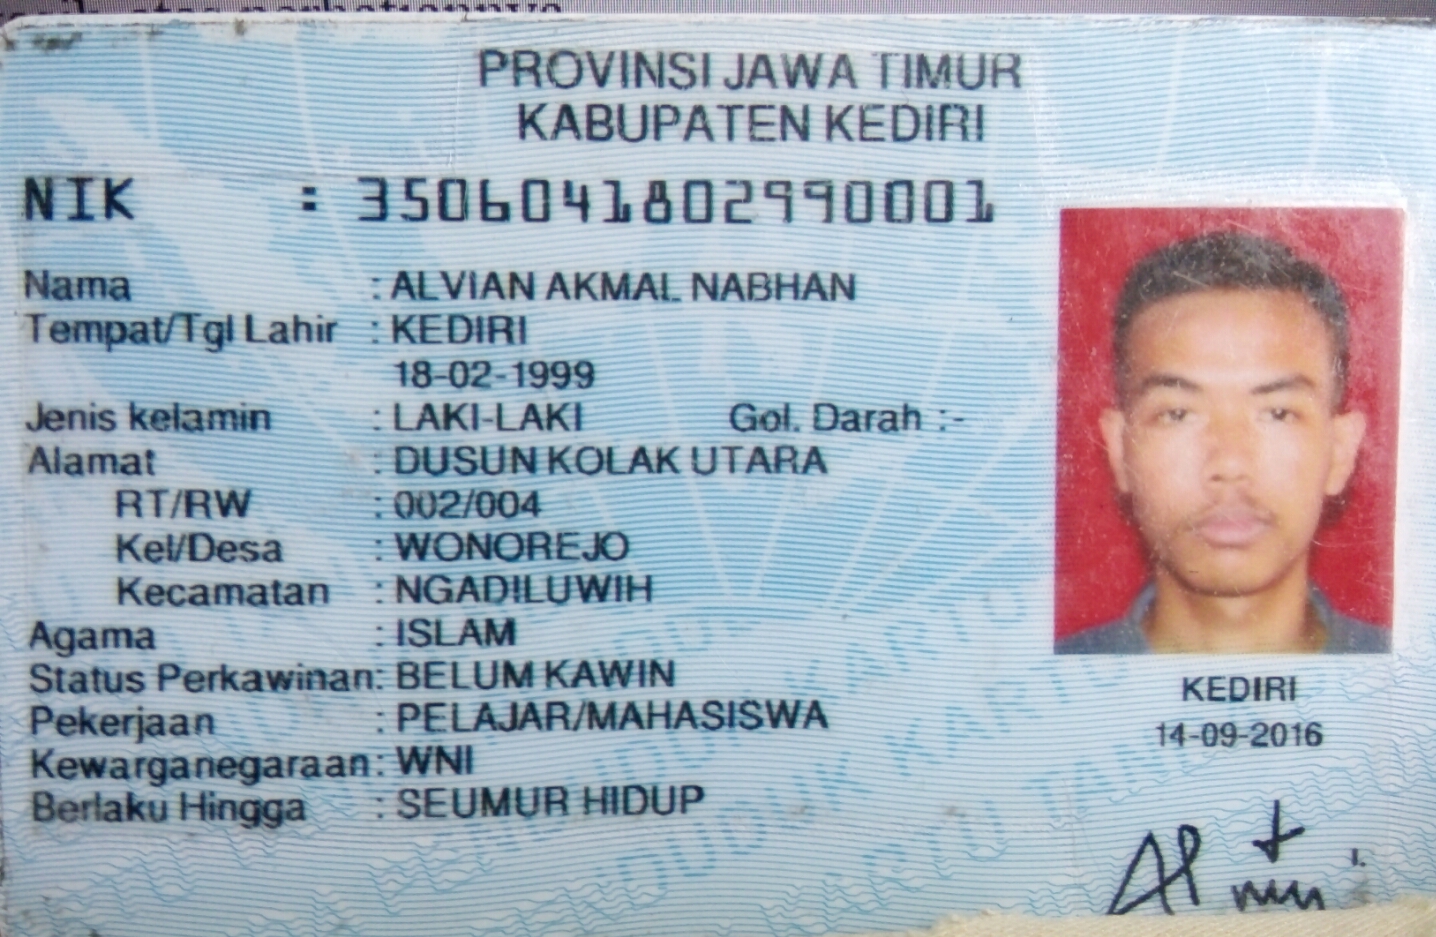 PROVINSI JAWA TIMUR
KABUPATEN KEDIRI
NIK : 3506041802990001
Nama : ALVIAN AKMAL NABHAN
Tempat/Tgl Lahir : KEDIRI
18-02-1999
Jenis kelamin : LAKI-LAKI Gol. Darah :-
Alamat : DUSUN KOLAK UTARA
RT/RW : 002/004
Kel/Desa : WONOREJO
Kecamatan : NGADILUWIH
Agama : ISLAM
Status Perkawinan: BELUM KAWIN
Pekerjaan : PELAJAR/MAHASISWA
Kewarganegaraan: WNI
Berlaku Hingga : SEUMUR HIDUP
KEDIRI
14-09-2016